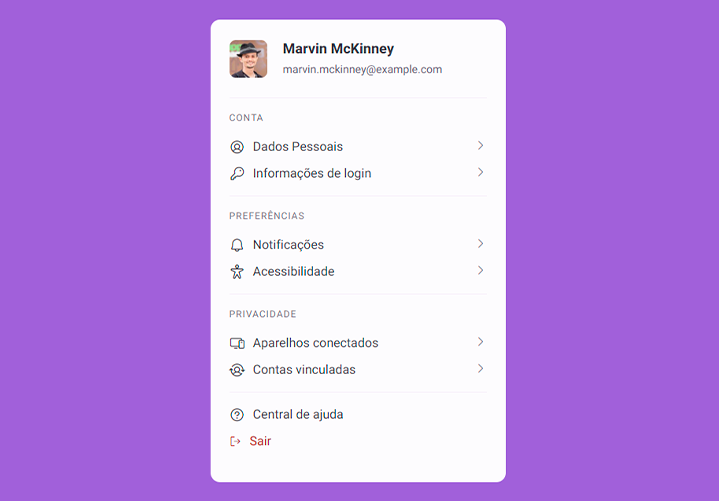 Marvin McKinney
marvin.mckinney@example.com
CONTA
Dados Pessoais
Informações de login
PREFERÊNCIAS
Notificações
Acessibilidade
PRIVACIDADE
Aparelhos conectados
Contas vinculadas
Central de ajuda
Sair